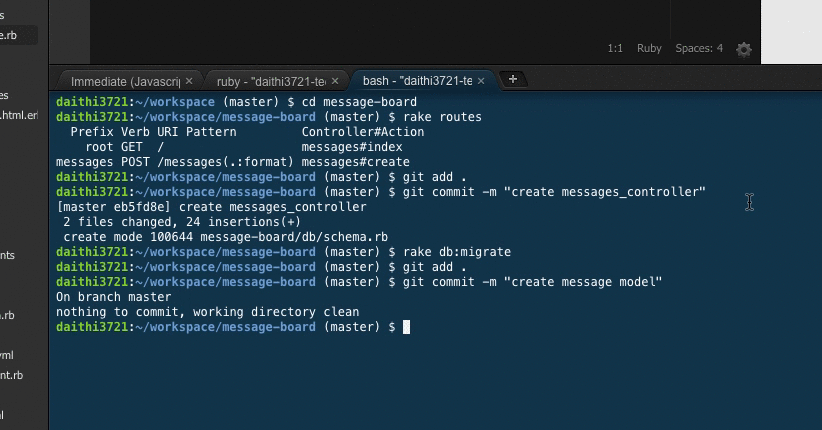 s
e.rb
es
.html.er
nts
n.rb
yml
nt.rb
l
1:1 Ruby Spaces: 4
Immediate (Javascrip × ruby - "daithi3721-te × bash - "daithi3721-te × +
daithi3721:~/workspace (master) $ cd message-board
daithi3721:~/workspace/message-board (master) $ rake routes
Prefix Verb URI Pattern Controller#Action
root GET / messages#index
messages POST /messages(.:format) messages#create
daithi3721:~/workspace/message-board (master) $ git add .
daithi3721:~/workspace/message-board (master) $ git commit -m "create messages_controller"
[master eb5fd8e] create messages_controller
2 files changed, 24 insertions(+)
create mode 100644 message-board/db/schema.rb
daithi3721:~/workspace/message-board (master) $ rake db:migrate
daithi3721:~/workspace/message-board (master) $ git add .
daithi3721:~/workspace/message-board (master) $ git commit -m "create message model"
On branch master
nothing to commit, working directory clean
daithi3721:~/workspace/message-board (master) $